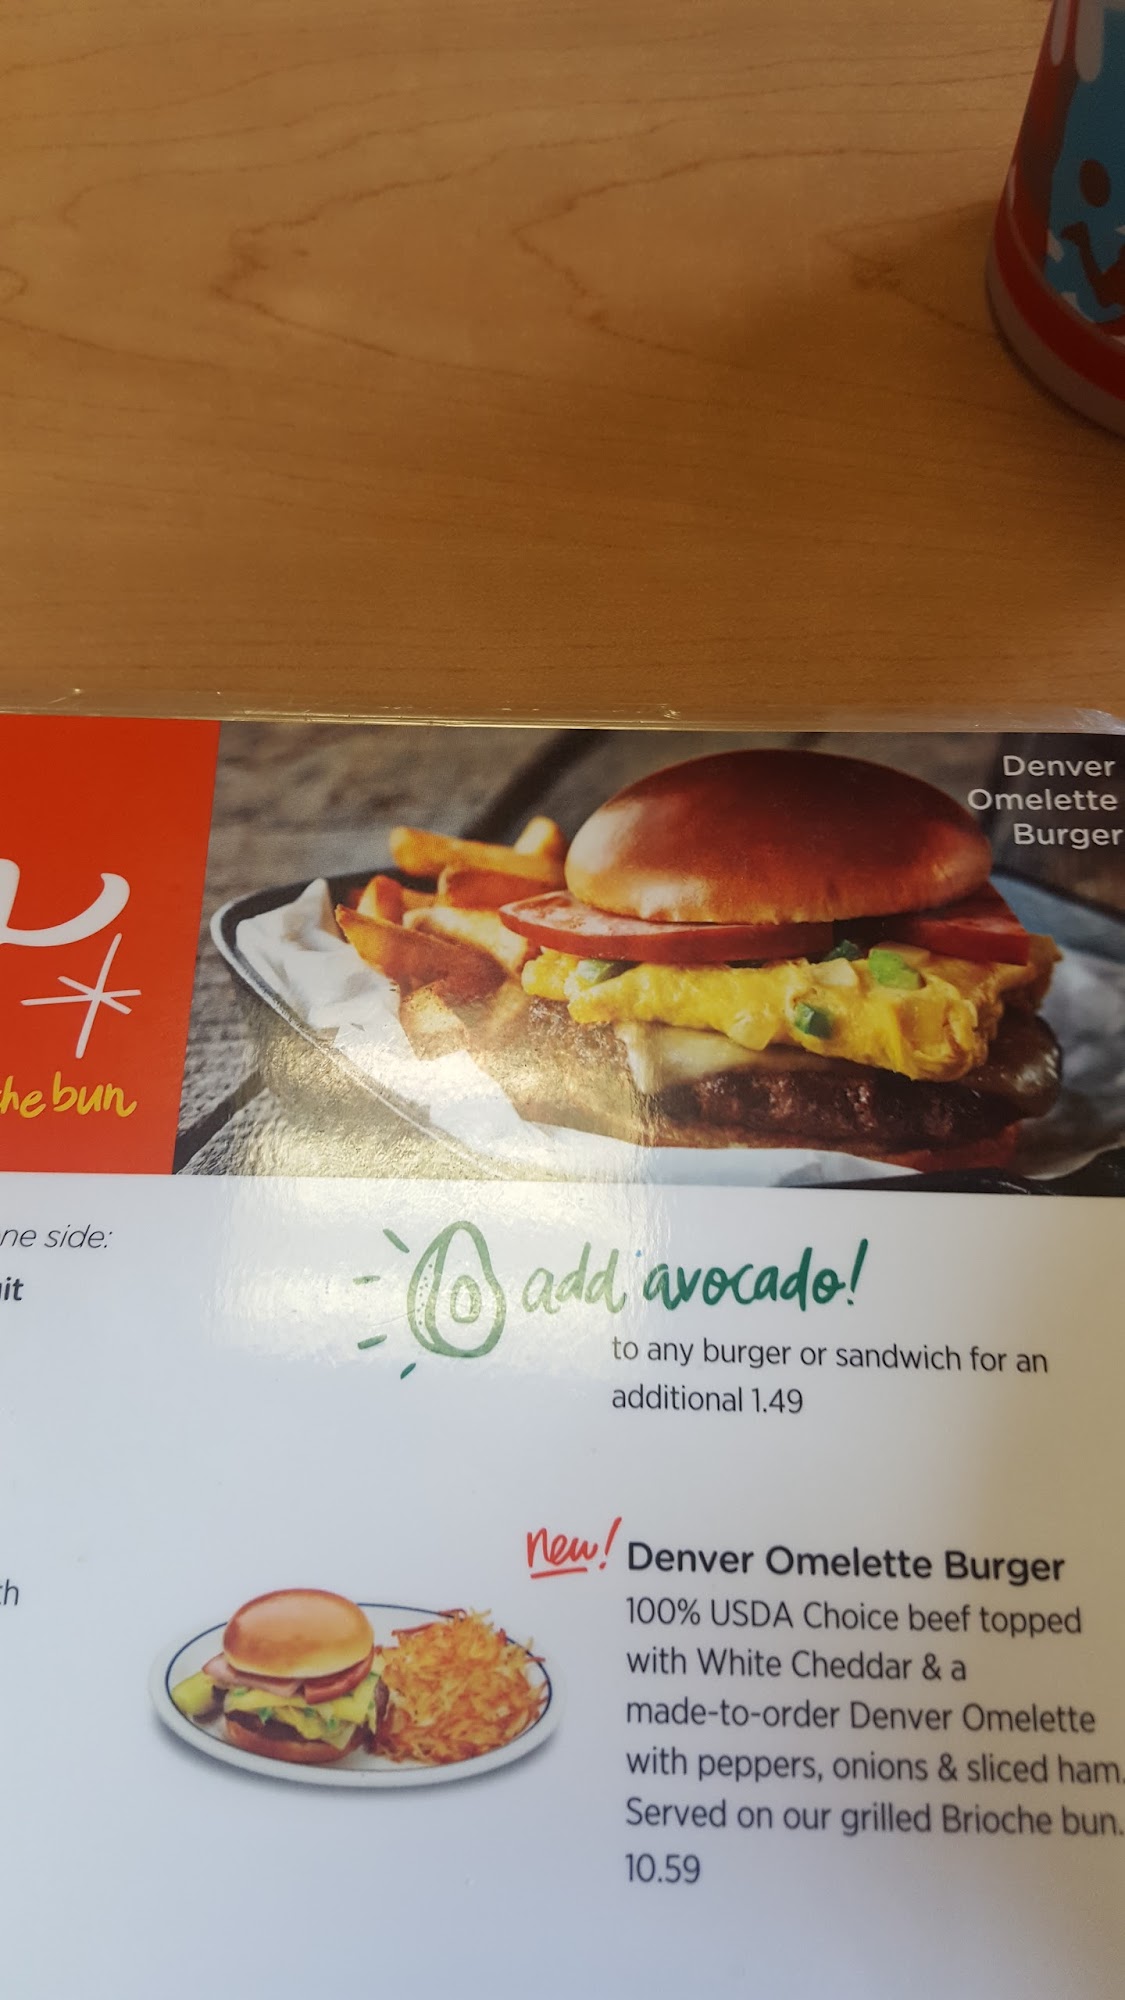 Denver
Omelette
Burger
the bun
ne side:
it
add avocado!
to any burger or sandwich for an
additional 1.49
new! Denver Omelette Burger
100% USDA Choice beef topped
with White Cheddar & a
made-to-order Denver Omelette
with peppers, onions & sliced ham.
Served on our grilled Brioche bun.
10.59